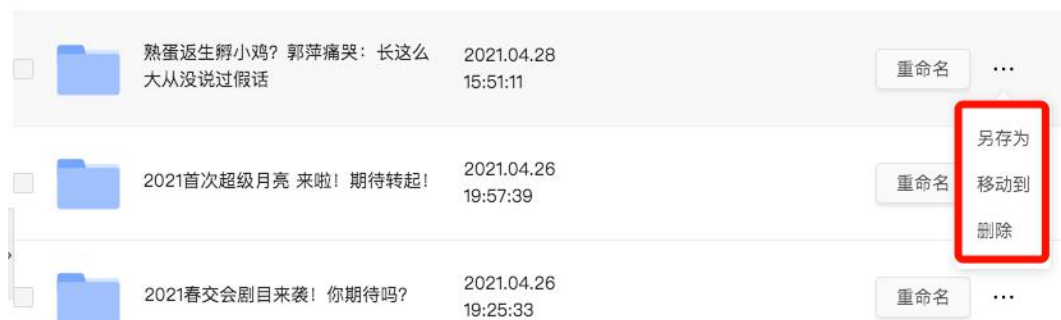 熟蛋返生孵小鸡？郭萍痛哭：长这么
大从没说过假话
2021.04.28
15:51:11
重命名
...
另存为
2021首次超级月亮 来啦！期待转起！
2021.04.26
19:57:39
重命名
移动到
删除
2021春交会剧目来袭！你期待吗？
2021.04.26
19:25:33
重命名
...